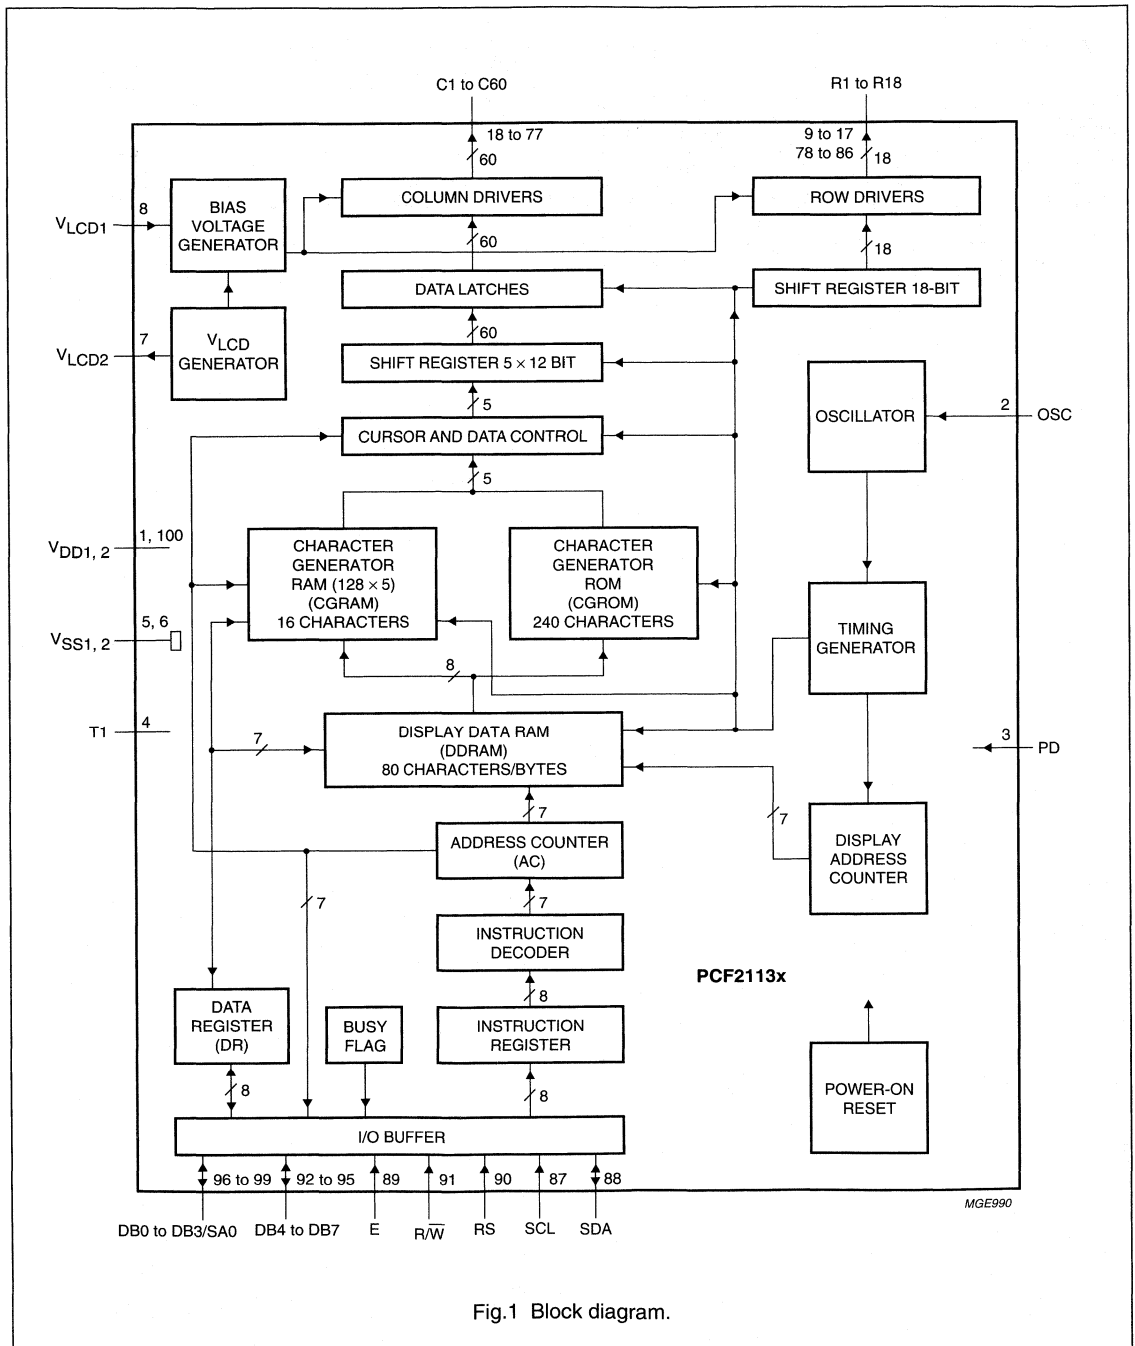 C1 to C60
R1 to R18
18 to 77
60
9 to 17
78 to 86
18
BIAS
VOLTAGE
GENERATOR
COLUMN DRIVERS
ROW DRIVERS
VLCD1
8
60
18
DATA LATCHES
SHIFT REGISTER 18-BIT
VLCD2
7
VLCD
GENERATOR
60
SHIFT REGISTER 5 × 12 BIT
5
OSCILLATOR
2
OSC
CURSOR AND DATA CONTROL
5
VDD1, 2
1, 100
CHARACTER
GENERATOR
RAM (128 × 5)
(CGRAM)
16 CHARACTERS
CHARACTER
GENERATOR
ROM
(CGROM)
240 CHARACTERS
VSS1, 2
5, 6
TIMING
GENERATOR
8
T1
4
7
DISPLAY DATA RAM
(DDRAM)
80 CHARACTERS/BYTES
3
PD
7
7
ADDRESS COUNTER
(AC)
DISPLAY
ADDRESS
COUNTER
7
7
INSTRUCTION
DECODER
PCF2113x
8
DATA
REGISTER
(DR)
BUSY
FLAG
INSTRUCTION
REGISTER
8
8
POWER-ON
RESET
I/O BUFFER
96 to 99
92 to 95
89
91
90
87
88
DB0 to DB3/SA0
DB4 to DB7
E
R/W̅
RS
SCL
SDA
MGE990
Fig.1 Block diagram.